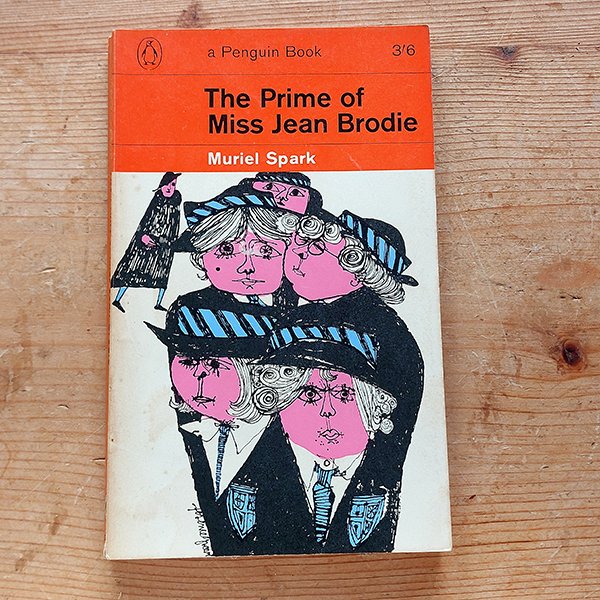 a Penguin Book 3'6
The Prime of
Miss Jean Brodie
Muriel Spark